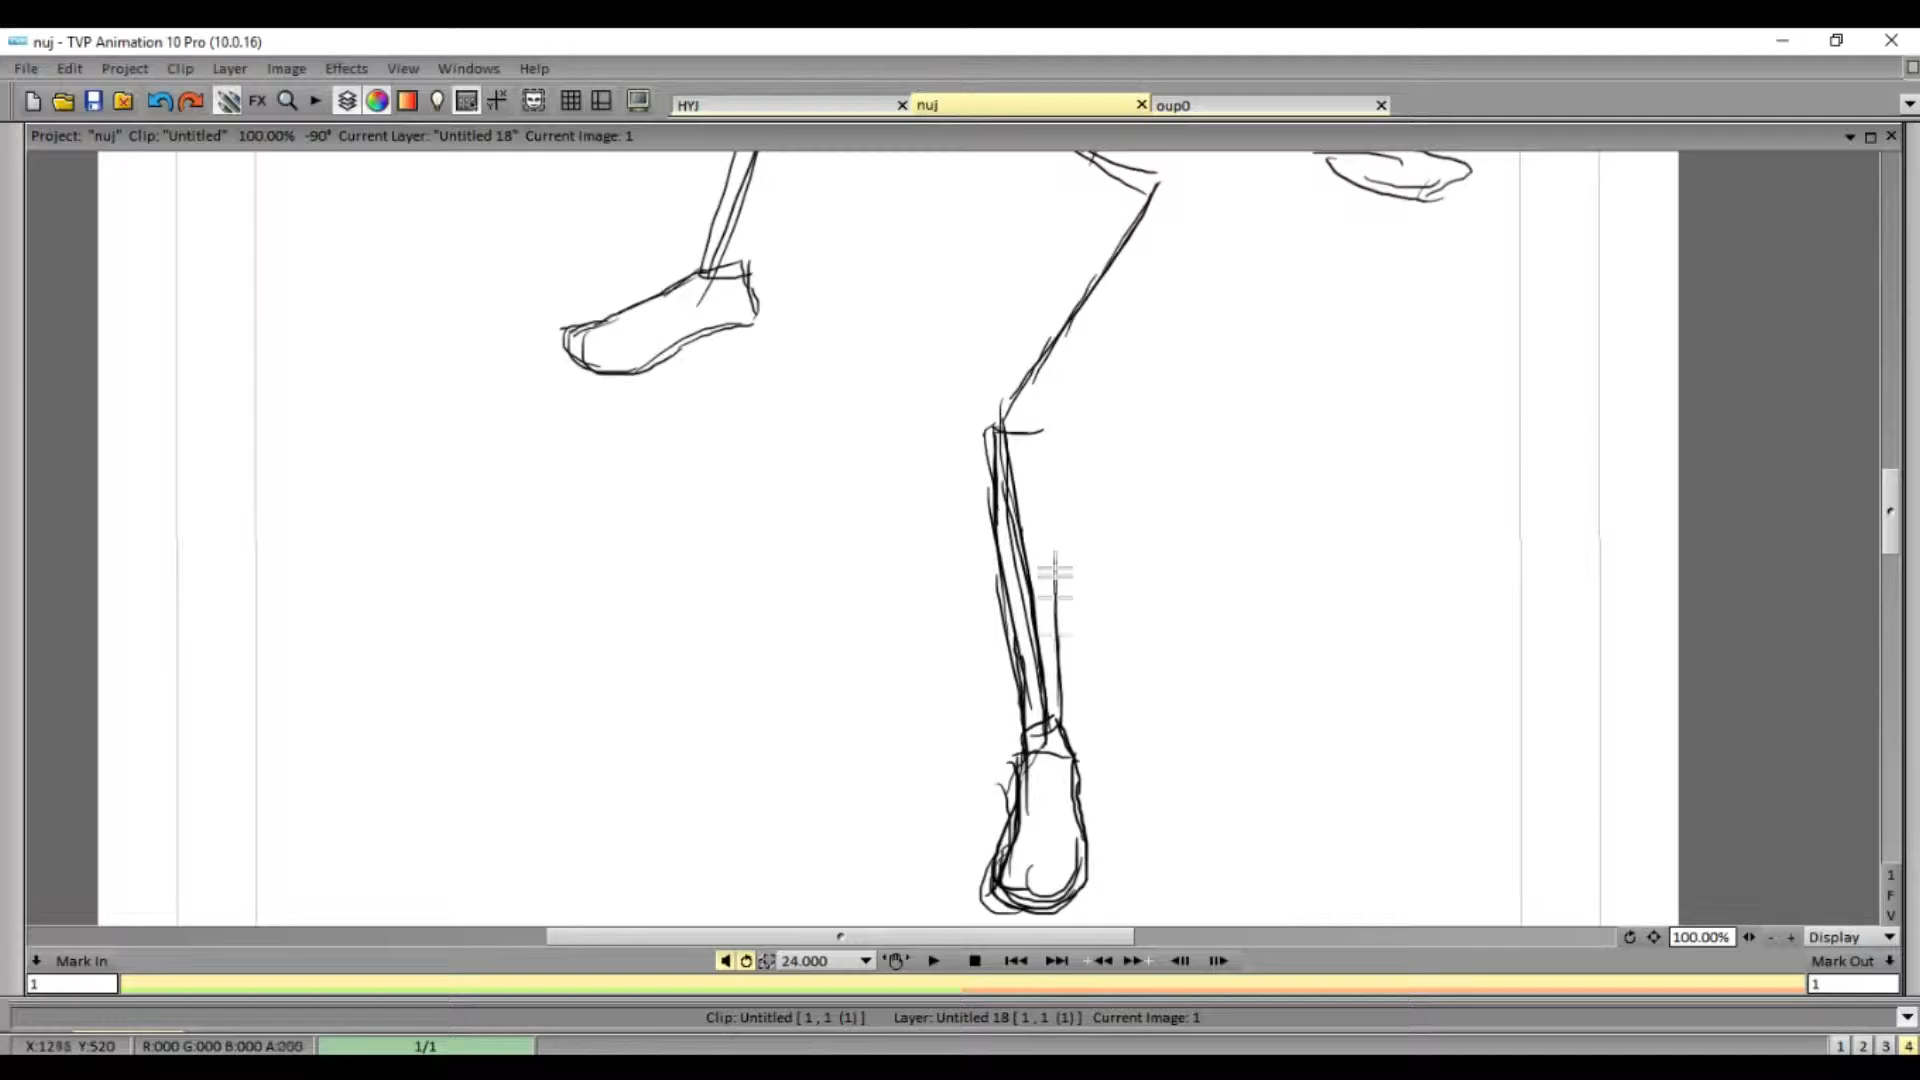 nuj - TVP Animation 10 Pro (10.0.16)
File Edit Project Clip Layer Image Effects View Windows Help
FX HYJ nuj oup0
Project: "nuj" Clip: "Untitled" 100.00% -90° Current Layer: "Untitled 18" Current Image: 1
1
F
V
100.00% - + Display
Mark In 24.000 Mark Out
1 1
Clip: Untitled [ 1 , 1 (1) ] Layer: Untitled 18 [ 1 , 1 (1) ] Current Image: 1
Y:520 R:000 G:000 B:000 1/1 1 2 3 4